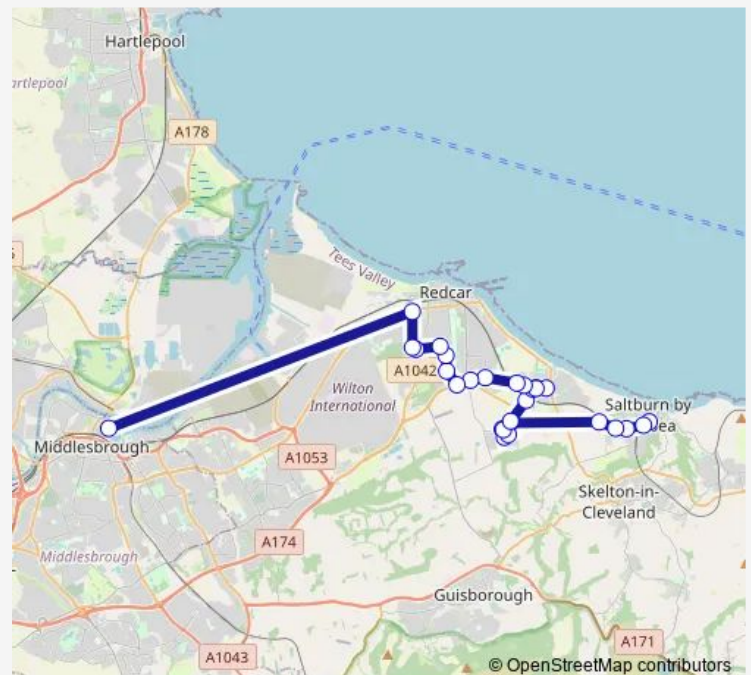 Hartlepool
artlepool
A178
Tees Valley
Redcar
A1042
Wilton
International
Saltburn by
ea
Middlesbrough
A1053
Skelton-in-
Cleveland
A174
Middlesbrough
Guisborough
A171
A1043
© OpenStreetMap contributors